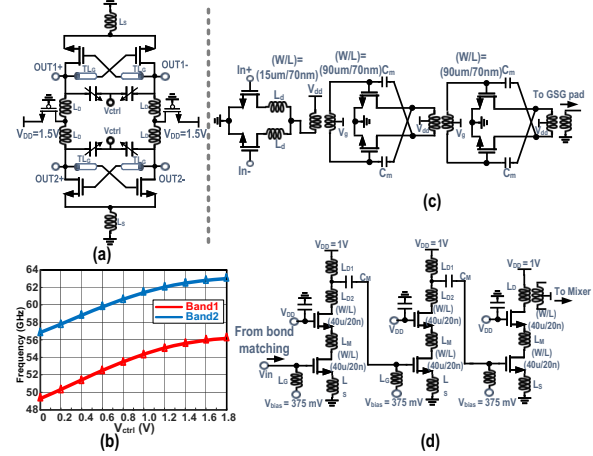 Ls
OUT1+ TLG TLG OUT1-
Vctrl
LD LD
VDD=1.5V VDD=1.5V
LD LD
Vctrl
OUT2+ TLG TLG OUT2-
Ls
(a)
(W/L)= (W/L)= (W/L)=
(15um/70nm) (90um/70nm) Cm (90um/70nm) Cm
In+ Ld Vdd To GSG pad
Vg Vdd Vg Vdd
Ld
In- Cm Cm
(c)
64
62
60
58
56
54
52
50
48
Frequency (GHz)
Band1
Band2
0 0.2 0.4 0.6 0.8 1.0 1.2 1.4 1.6 1.8
Vctrl (V)
(b)
VDD = 1V VDD = 1V VDD = 1V
LD1 CM LD1 CM LD To Mixer
LD2 LD2
(W/L) (W/L) (W/L)
VDD (40u/20n) VDD (40u/20n) VDD (40u/20n)
From bond
matching
LM LM LM
(W/L) (W/L) (W/L)
Vin (40u/20n) (40u/20n) (40u/20n)
LG L LG L LG LS
s s
Vbias = 375 mV Vbias = 375 mV Vbias = 375 mV
(d)